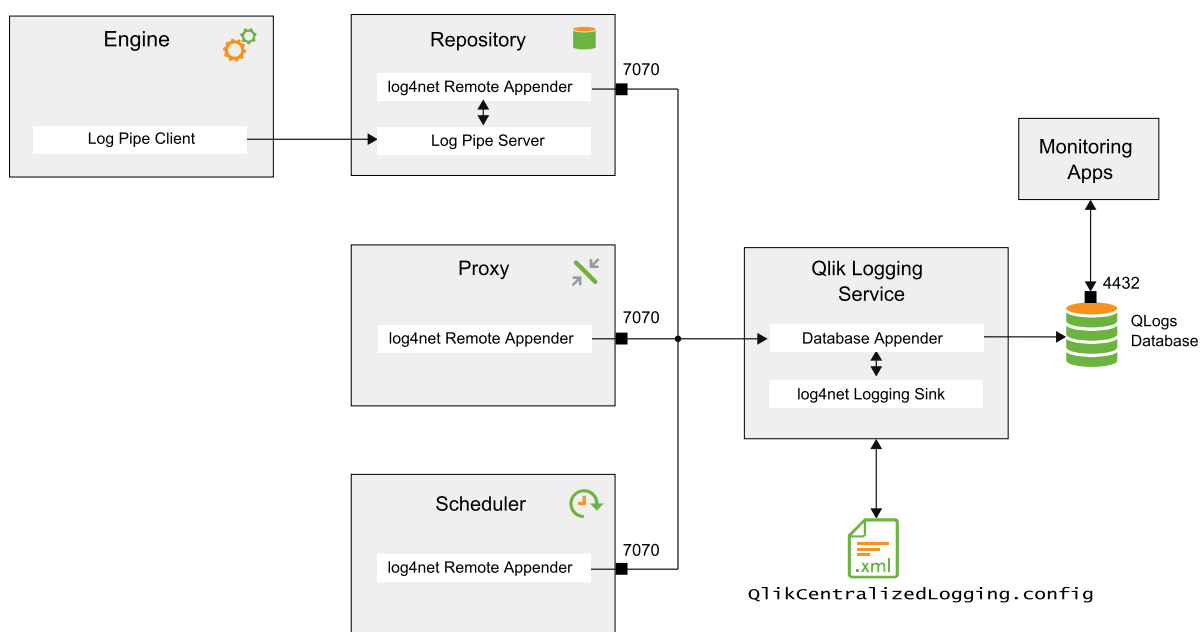 Engine
Log Pipe Client
Repository
log4net Remote Appender
Log Pipe Server
7070
Proxy
log4net Remote Appender
7070
Scheduler
log4net Remote Appender
7070
Qlik Logging
Service
Database Appender
log4net Logging Sink
.xml
QlikCentralizedLogging.config
Monitoring
Apps
4432
QLogs
Database